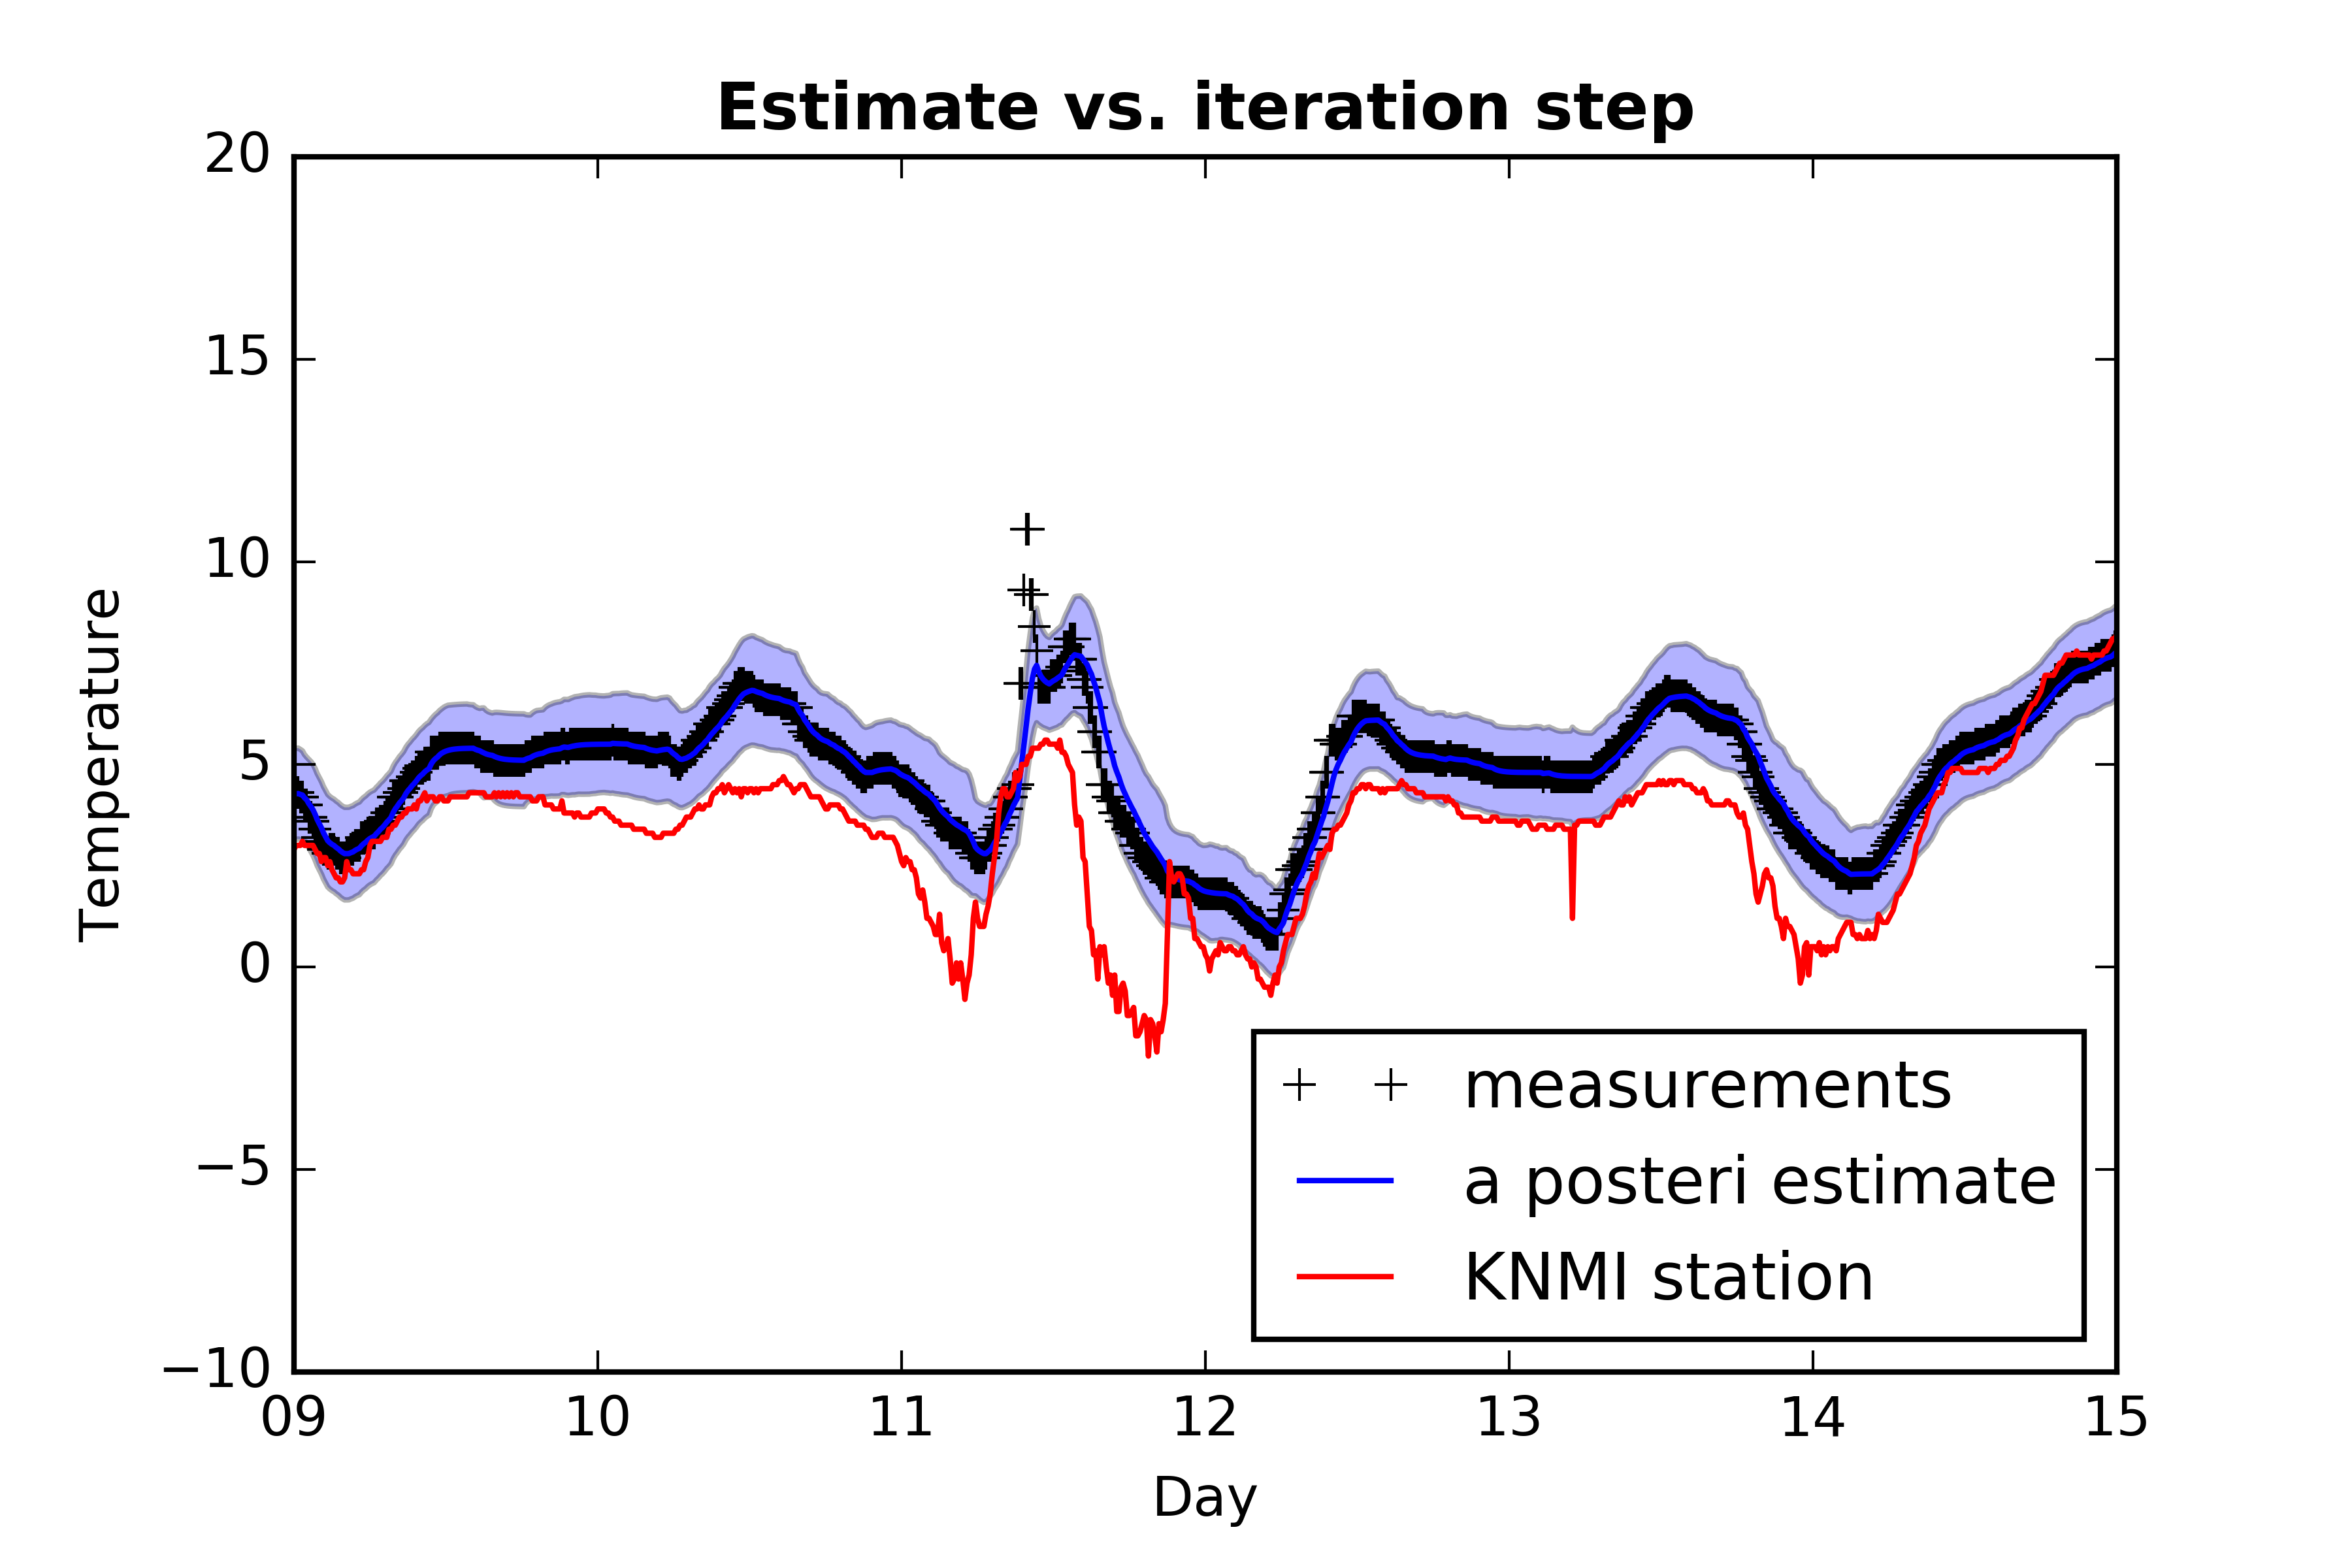 Estimate vs. iteration step
20
15
10
5
0
−5
−10
Temperature
measurements
a posteri estimate
KNMI station
09 10 11 12 13 14 15
Day